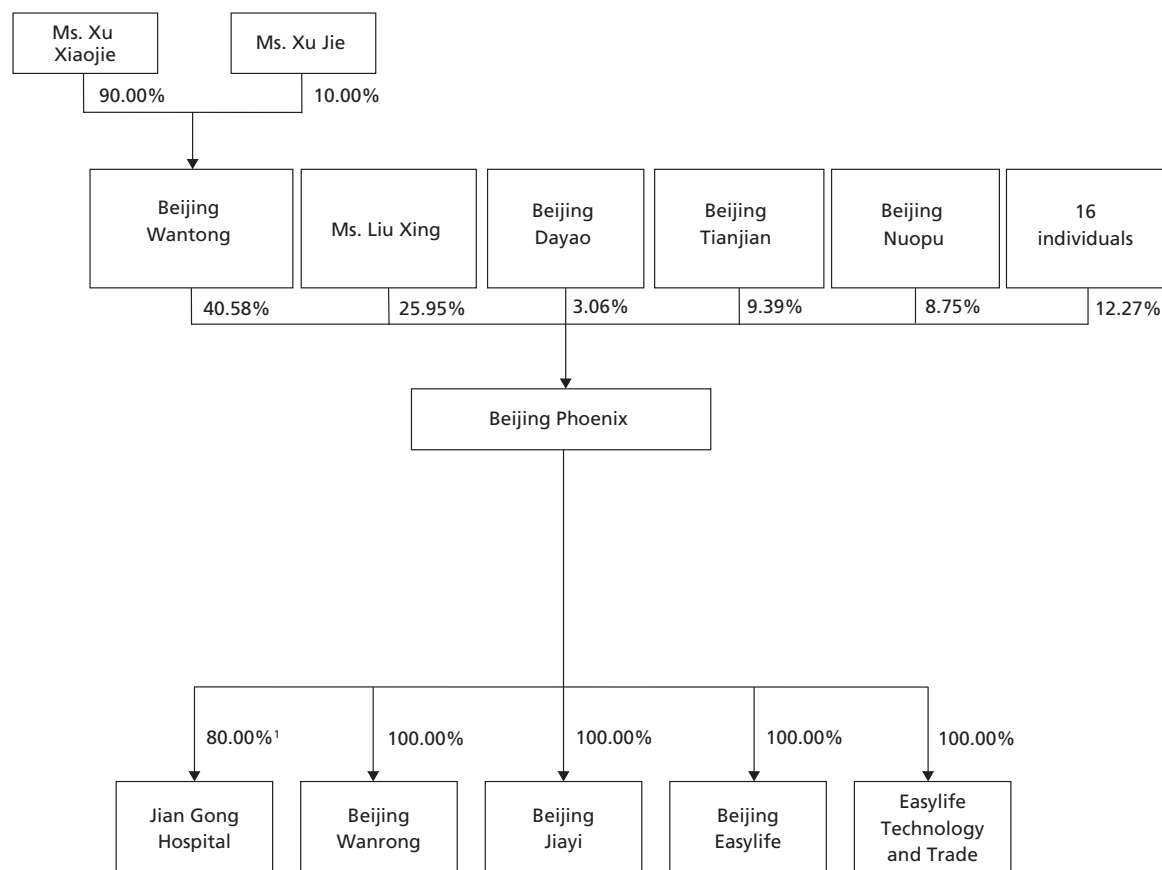 Ms. Xu
Xiaojie
Ms. Xu Jie
90.00%
10.00%
Beijing
Wantong
Ms. Liu Xing
Beijing
Dayao
Beijing
Tianjian
Beijing
Nuopu
16
individuals
40.58%
25.95%
3.06%
9.39%
8.75%
12.27%
Beijing Phoenix
80.00%¹
100.00%
100.00%
100.00%
100.00%
Jian Gong
Hospital
Beijing
Wanrong
Beijing
Jiayi
Beijing
Easylife
Easylife
Technology
and Trade